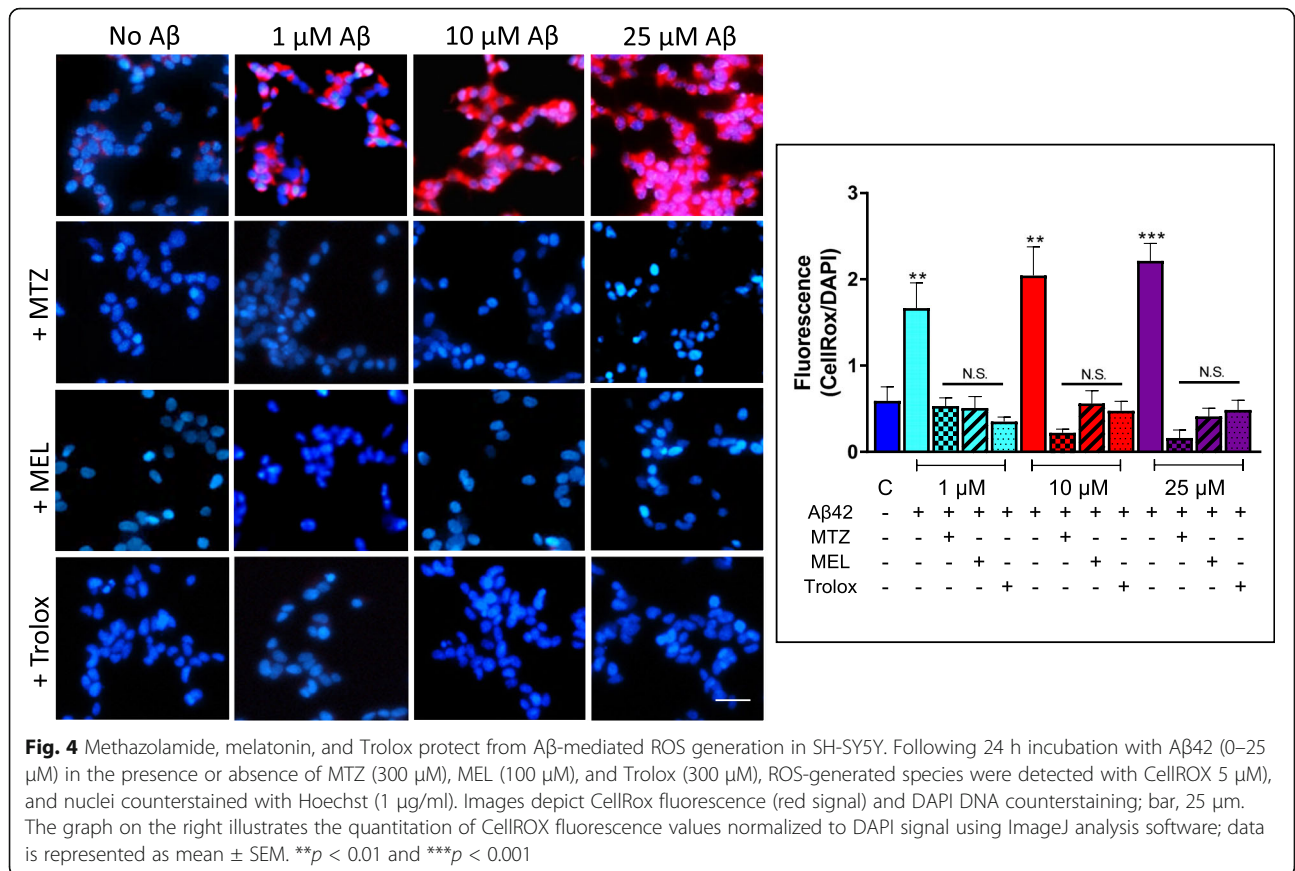 No Aβ 1 µM Aβ 10 µM Aβ 25 µM Aβ
+ MTZ
+ MEL
+ Trolox
Fluorescence
(CellRox/DAPI)
3
2
1
0
** ** ***
N.S. N.S. N.S.
C 1 µM 10 µM 25 µM
Aβ42 - + + + + + + + + + + + +
MTZ - - + - - - + - - - + - -
MEL - - - + - - - + - - - + -
Trolox - - - - + - - - + - - - +
Fig. 4 Methazolamide, melatonin, and Trolox protect from Aβ-mediated ROS generation in SH-SY5Y. Following 24 h incubation with Aβ42 (0–25
µM) in the presence or absence of MTZ (300 µM), MEL (100 µM), and Trolox (300 µM), ROS-generated species were detected with CellROX 5 µM),
and nuclei counterstained with Hoechst (1 µg/ml). Images depict CellRox fluorescence (red signal) and DAPI DNA counterstaining; bar, 25 µm.
The graph on the right illustrates the quantitation of CellROX fluorescence values normalized to DAPI signal using ImageJ analysis software; data
is represented as mean ± SEM. **p < 0.01 and ***p < 0.001